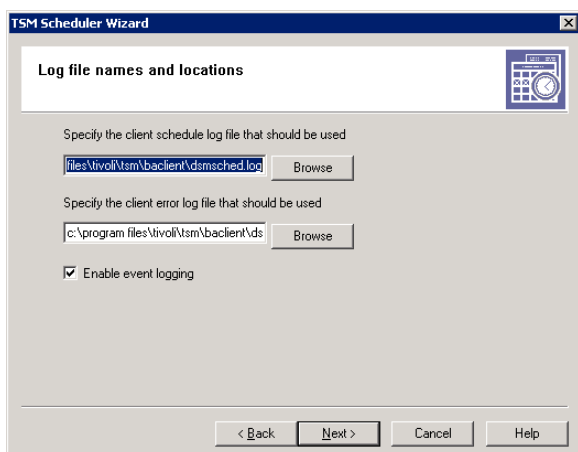 TSM Scheduler Wizard
Log file names and locations
Specify the client schedule log file that should be used
files\tivoli\tsm\baclient\dsmsched.log
Browse
Specify the client error log file that should be used
c:\program files\tivoli\tsm\baclient\ds
Browse
Enable event logging
< Back
Next >
Cancel
Help